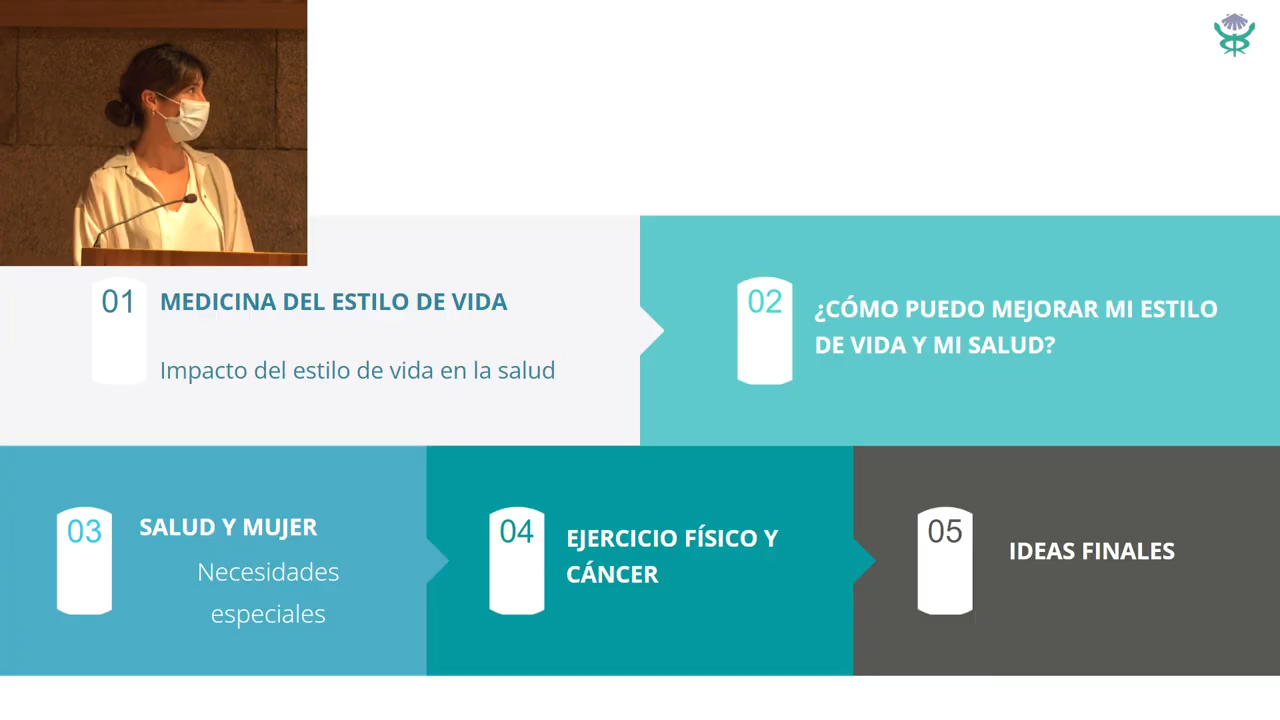 01
MEDICINA DEL ESTILO DE VIDA
Impacto del estilo de vida en la salud
02
¿CÓMO PUEDO MEJORAR MI ESTILO
DE VIDA Y MI SALUD?
03
SALUD Y MUJER
Necesidades
especiales
04
EJERCICIO FÍSICO Y
CÁNCER
05
IDEAS FINALES